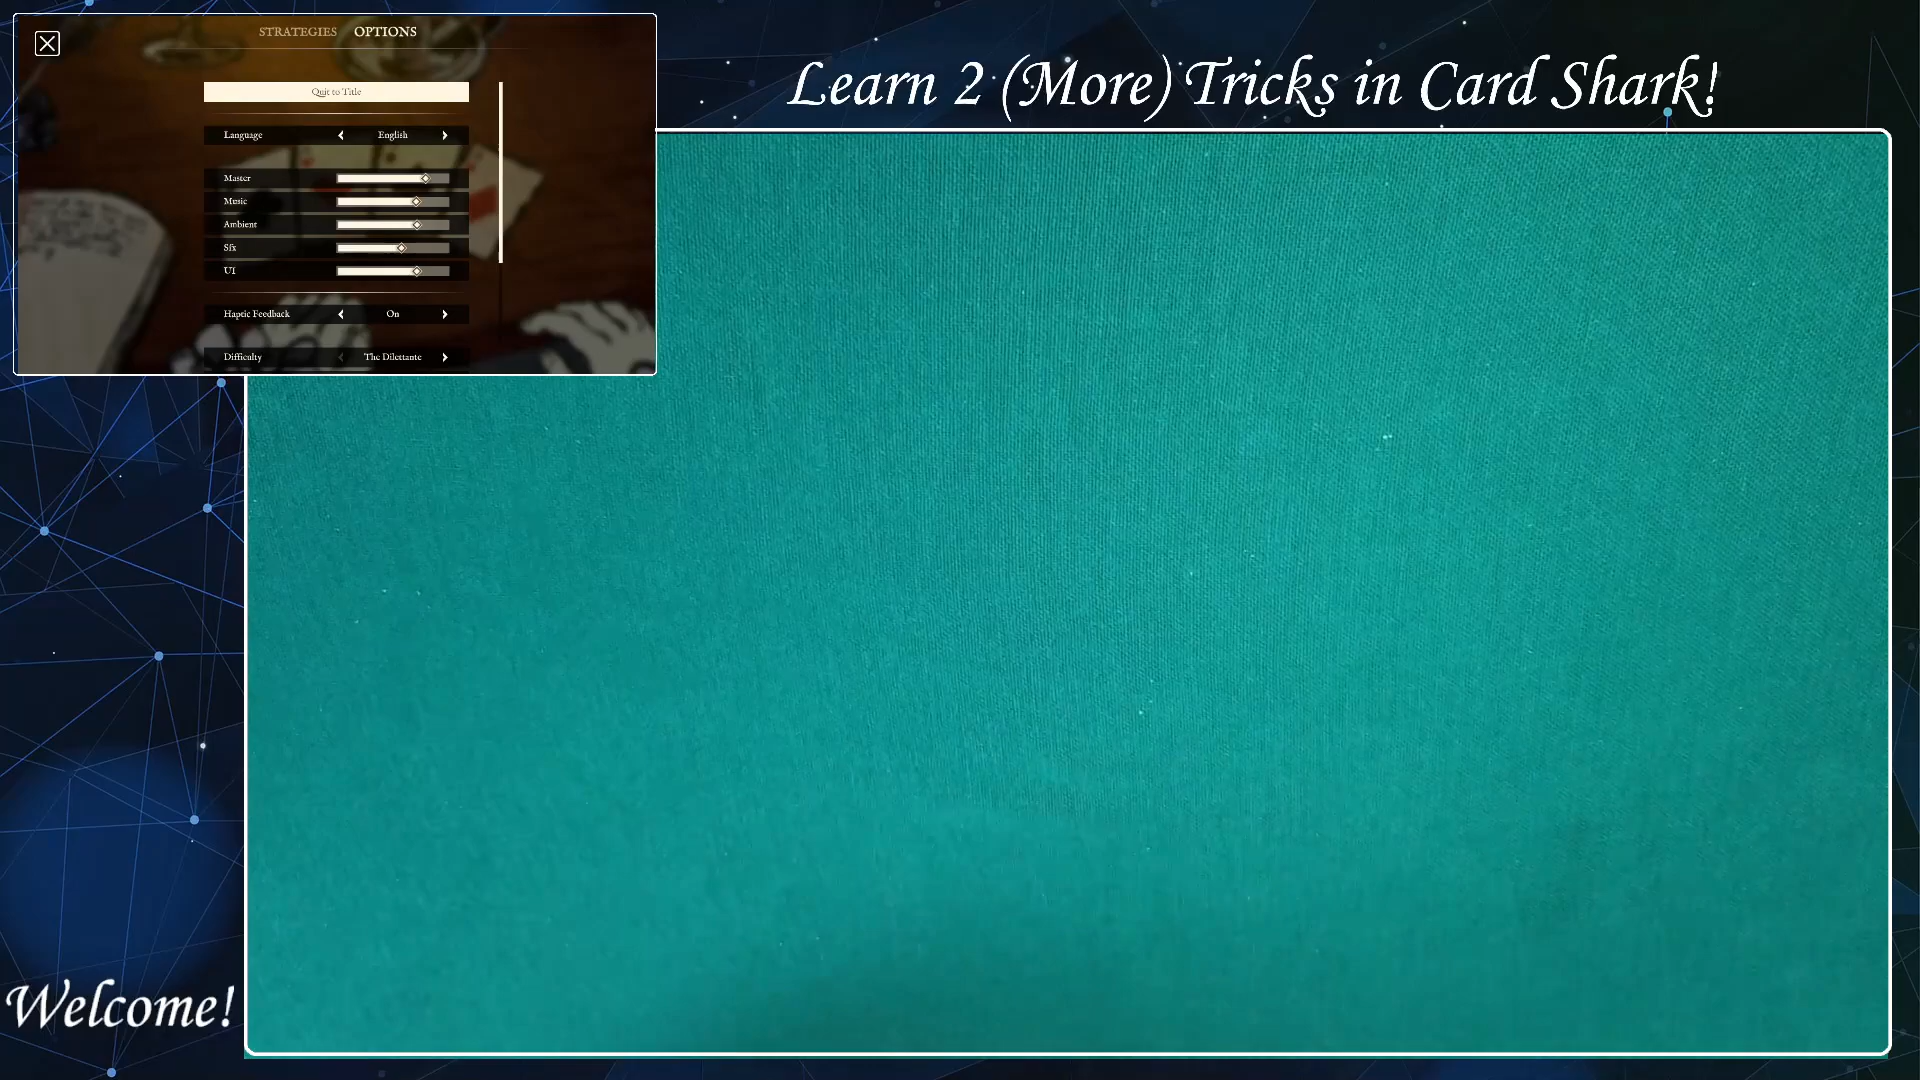 STRATEGIES OPTIONS
Quit to Title
Language English
Master
Music
Ambient
Sfx
UI
Haptic Feedback On
Difficulty The Dilettante
Learn 2 (More) Tricks in Card Shark!
Welcome!